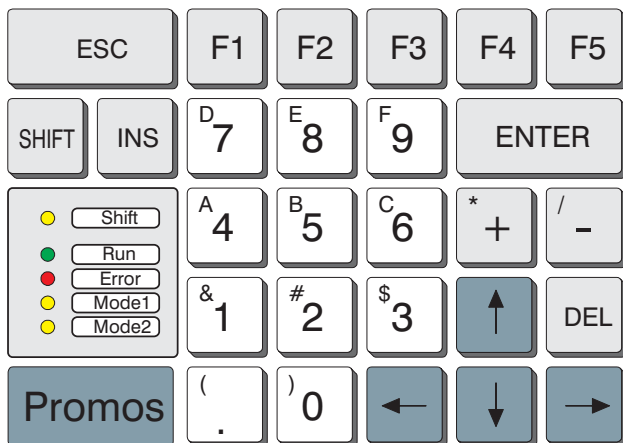 ESC F1 F2 F3 F4 F5
SHIFT INS D 7 E 8 F 9 ENTER
Shift A 4 B 5 C 6 * + / -
Run
Error & 1 # 2 $ 3 DEL
Mode1
Mode2
Promos ( . ) 0